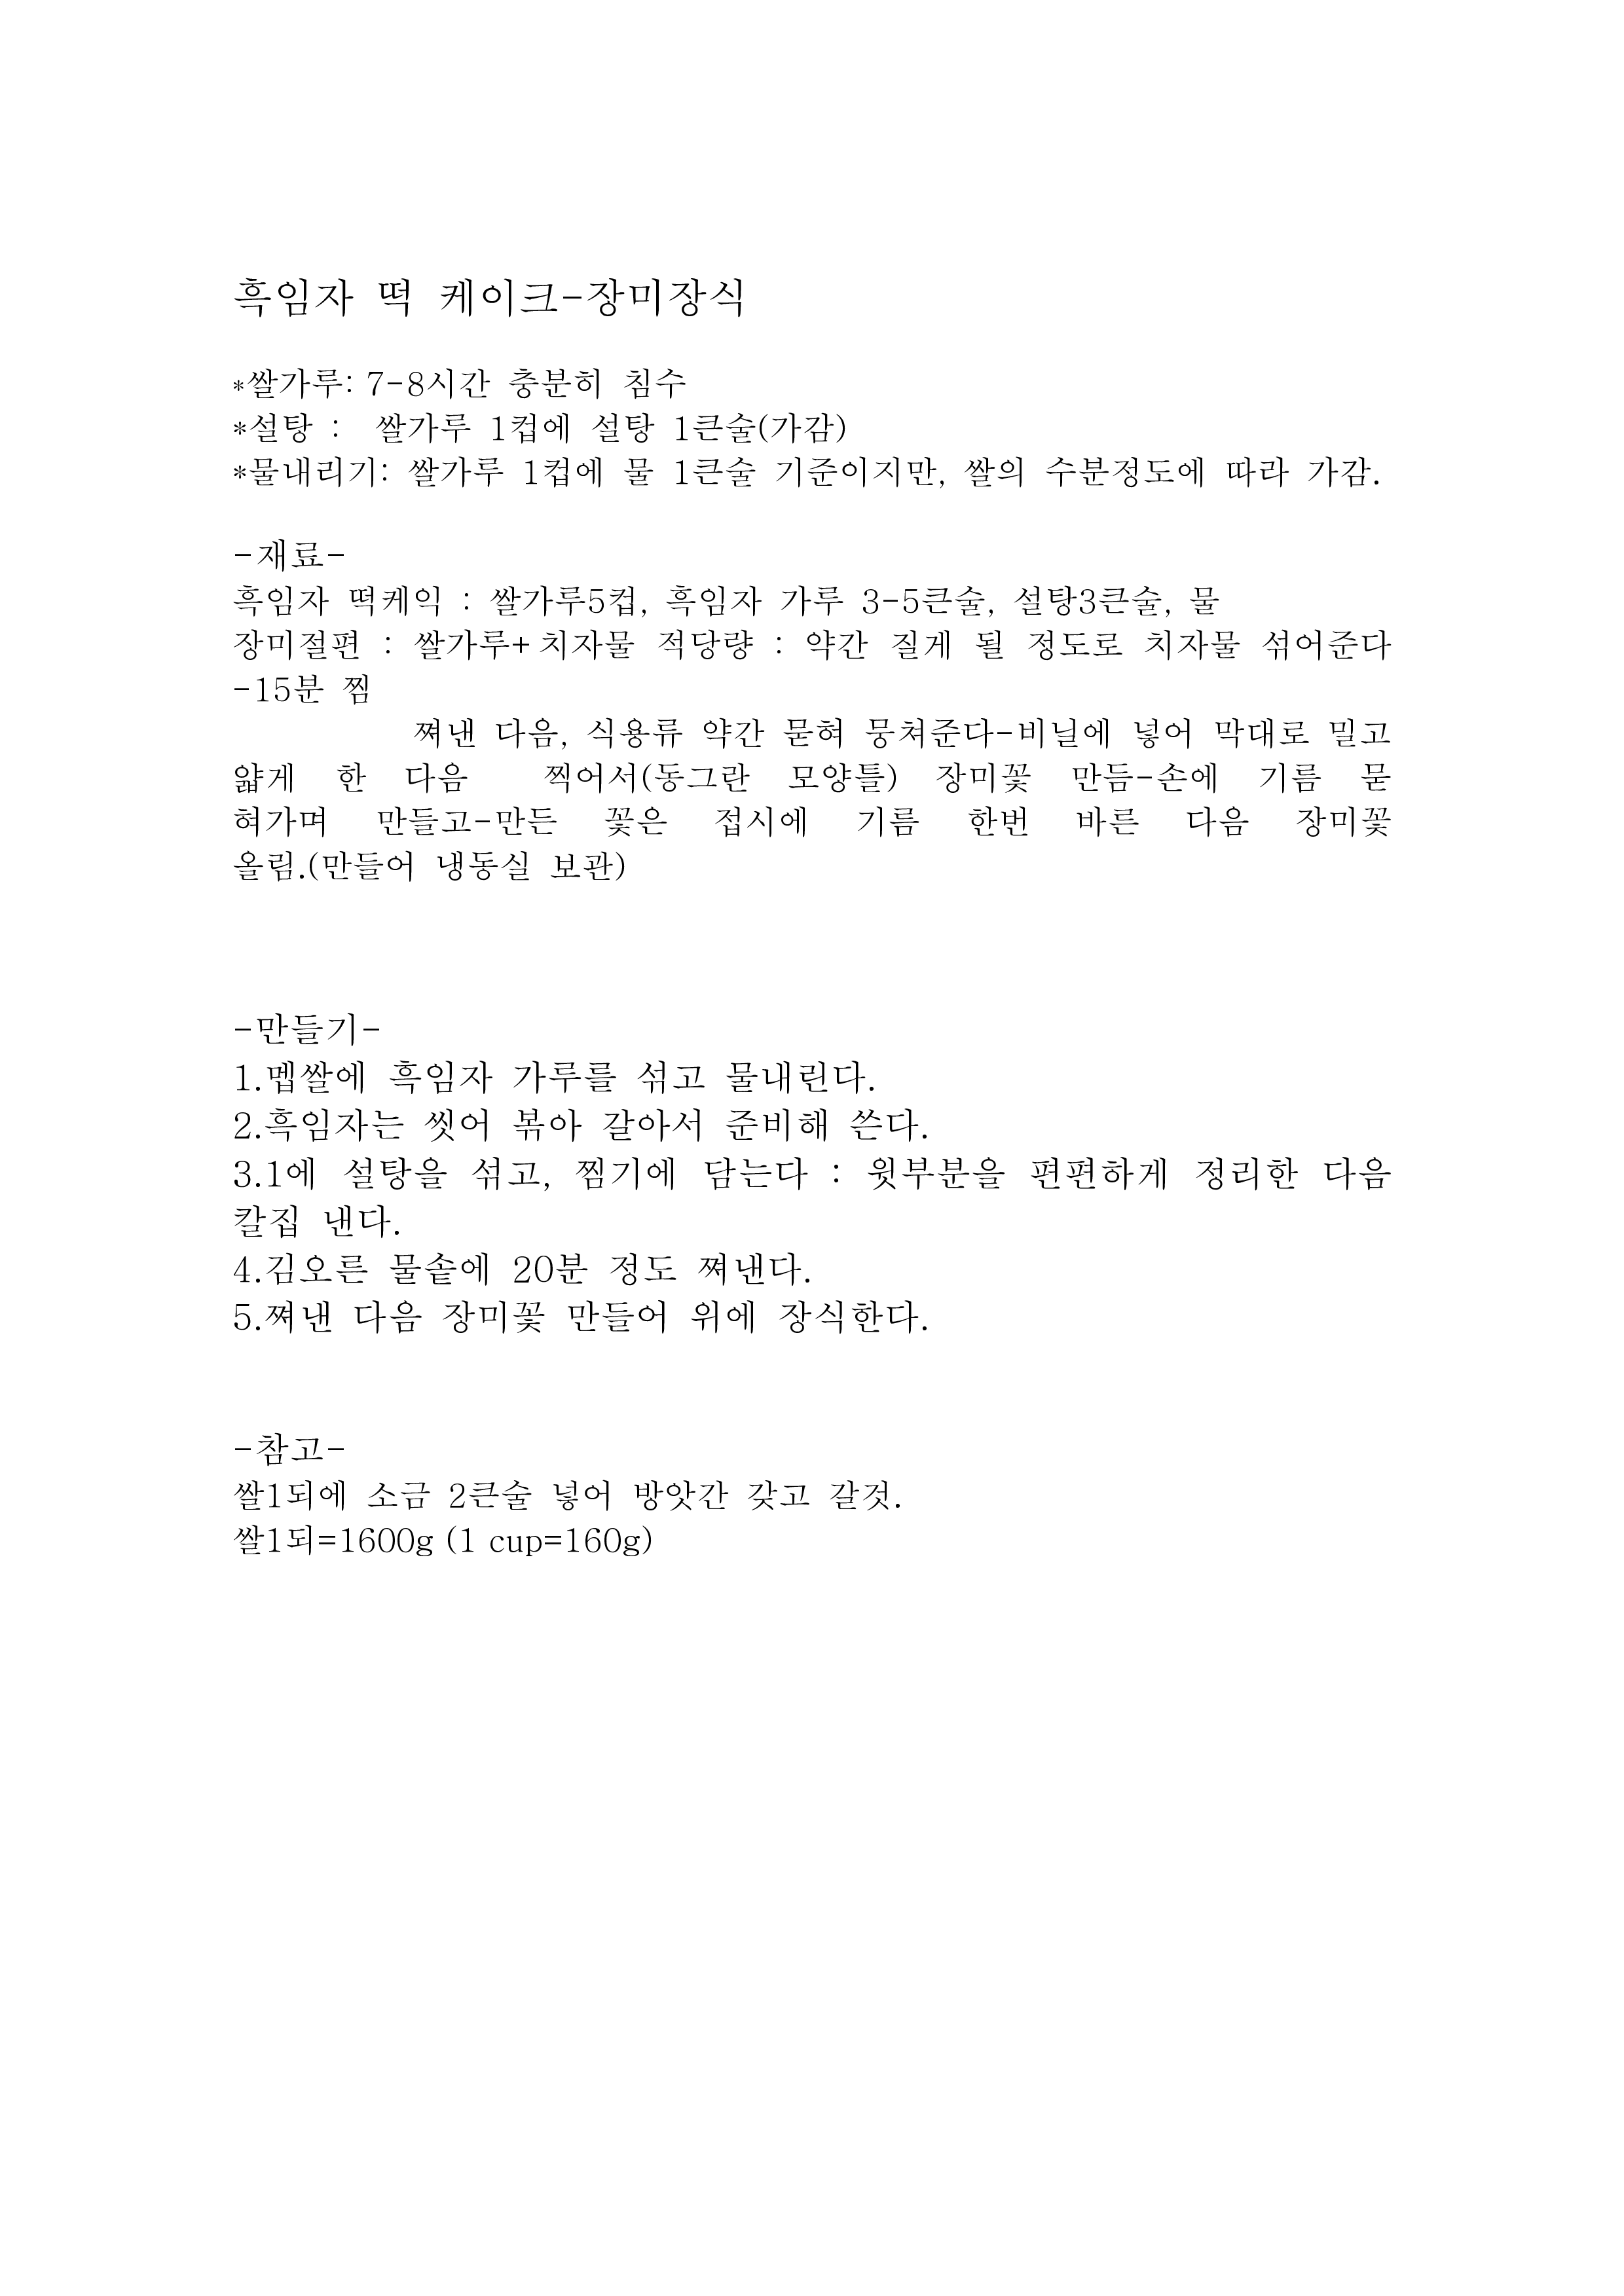 흑임자 떡 케이크-장미장식
*쌀가루: 7-8시간 충분히 침수
*설탕 : 쌀가루 1컵에 설탕 1큰술(가감)
*물내리기: 쌀가루 1컵에 물 1큰술 기준이지만, 쌀의 수분정도에 따라 가감.
-재료-
흑임자 떡케익 : 쌀가루5컵, 흑임자 가루 3-5큰술, 설탕3큰술, 물
장미절편 : 쌀가루+치자물 적당량 : 약간 질게 될 정도로 치자물 섞어준다
-15분 찜
쪄낸 다음, 식용류 약간 묻혀 뭉쳐준다-비닐에 넣어 막대로 밀고
얇게 한 다음 찍어서(동그란 모양틀) 장미꽃 만듬-손에 기름 묻
혀가며 만들고-만든 꽃은 접시에 기름 한번 바른 다음 장미꽃
올림.(만들어 냉동실 보관)
-만들기-
1.멥쌀에 흑임자 가루를 섞고 물내린다.
2.흑임자는 씻어 볶아 갈아서 준비해 쓴다.
3.1에 설탕을 섞고, 찜기에 담는다 : 윗부분을 편편하게 정리한 다음
칼집 낸다.
4.김오른 물솥에 20분 정도 쪄낸다.
5.쪄낸 다음 장미꽃 만들어 위에 장식한다.
-참고-
쌀1되에 소금 2큰술 넣어 방앗간 갖고 갈것.
쌀1되=1600g (1 cup=160g)